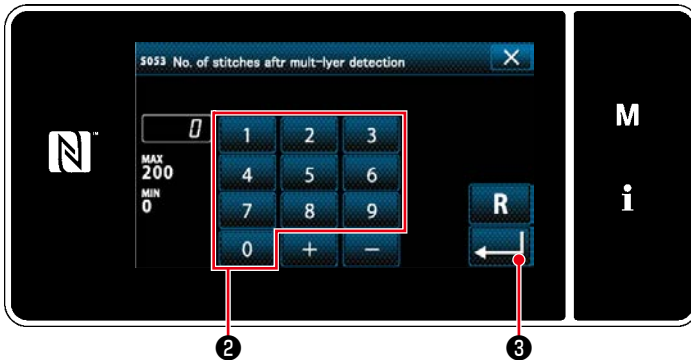 S053 No. of stitches aftr mult-lyer detection
0
MAX
200
MIN
0
1 2 3
4 5 6
7 8 9
0 + −
R
M
i
❷ ❸